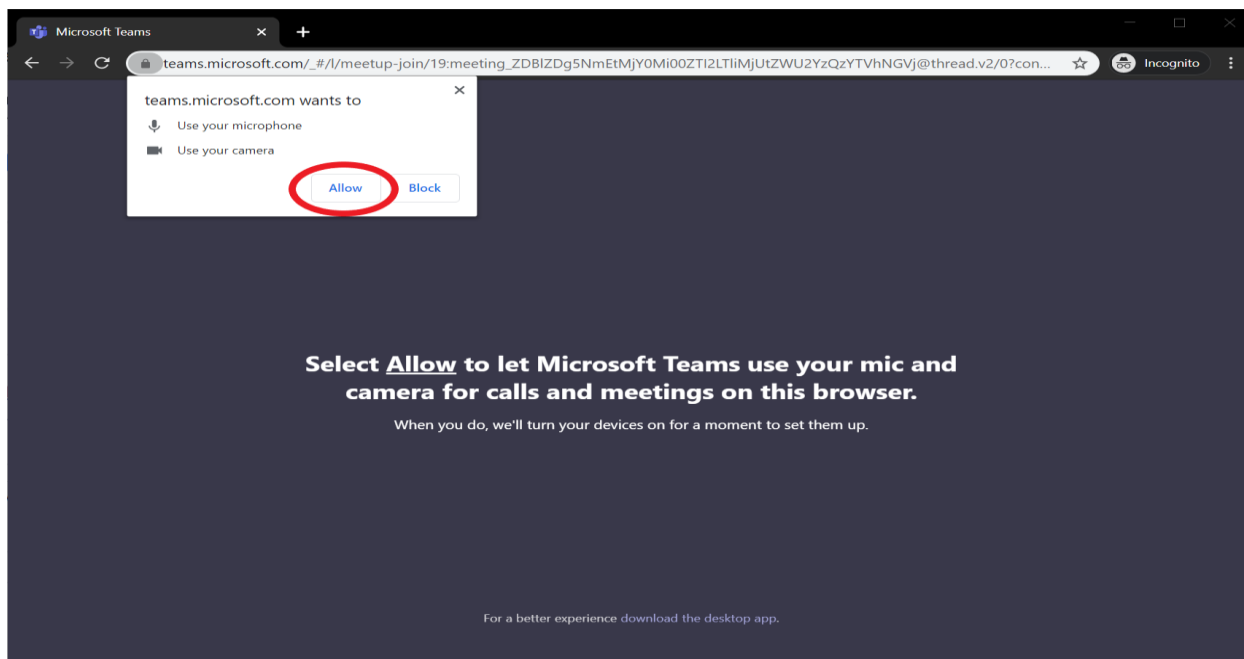 Microsoft Teams
teams.microsoft.com/_#/l/meetup-join/19:meeting_ZDBlZDg5NmEtMjY0Mi00ZTI2LTliMjUtZWU2YzQzYTVhNGVj@thread.v2/0?con...
Incognito
teams.microsoft.com wants to
Use your microphone
Use your camera
Allow
Block
Select Allow to let Microsoft Teams use your mic and
camera for calls and meetings on this browser.
When you do, we'll turn your devices on for a moment to set them up.
For a better experience download the desktop app.